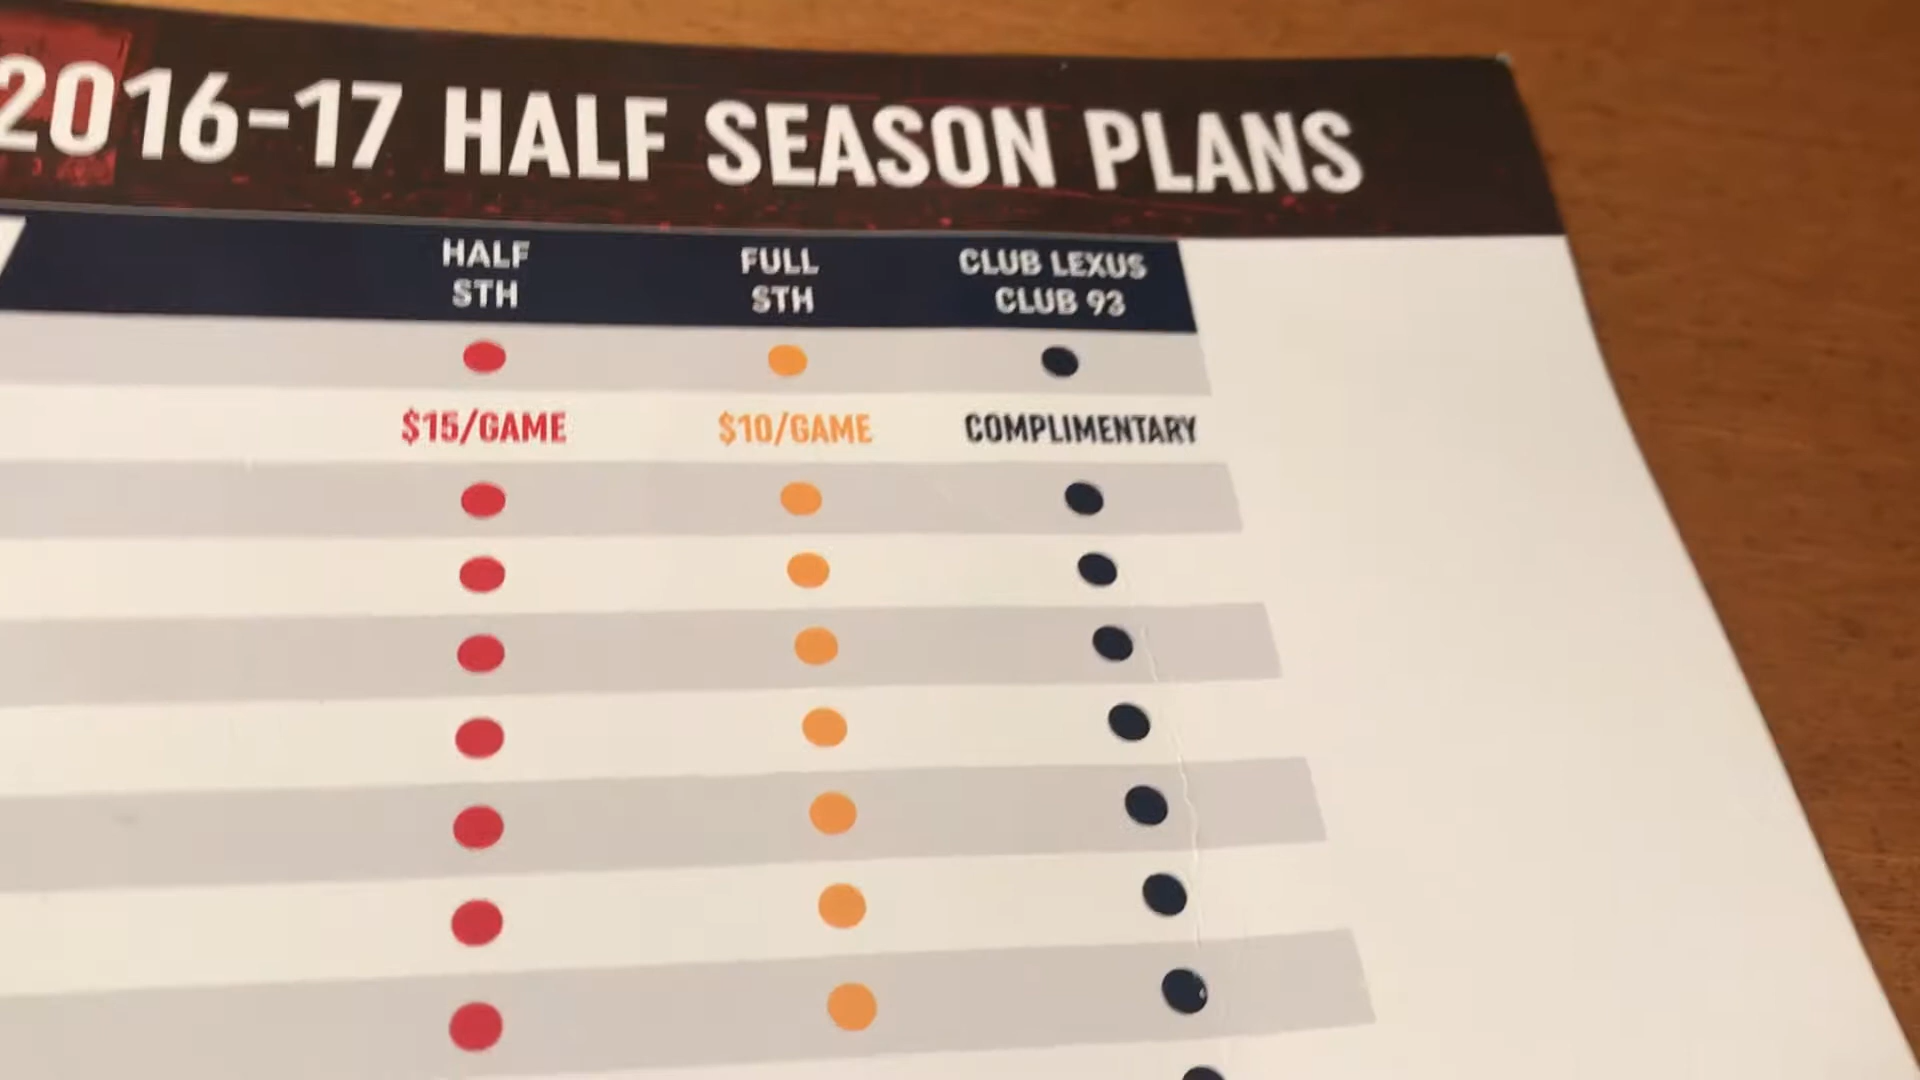 2016-17 HALF SEASON PLANS
HALF STH
FULL STH
CLUB LEXUS CLUB 93
$15/GAME
$10/GAME
COMPLIMENTARY